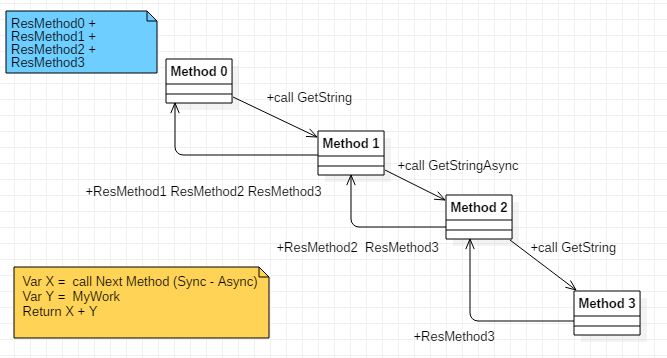 ResMethod0 +
ResMethod1 +
ResMethod2 +
ResMethod3
Method 0
+call GetString
Method 1
+call GetStringAsync
+ResMethod1 ResMethod2 ResMethod3
Method 2
+ResMethod2  ResMethod3
+call GetString
Var X =  call Next Method (Sync - Async)
Var Y =  MyWork
Return X + Y
Method 3
+ResMethod3